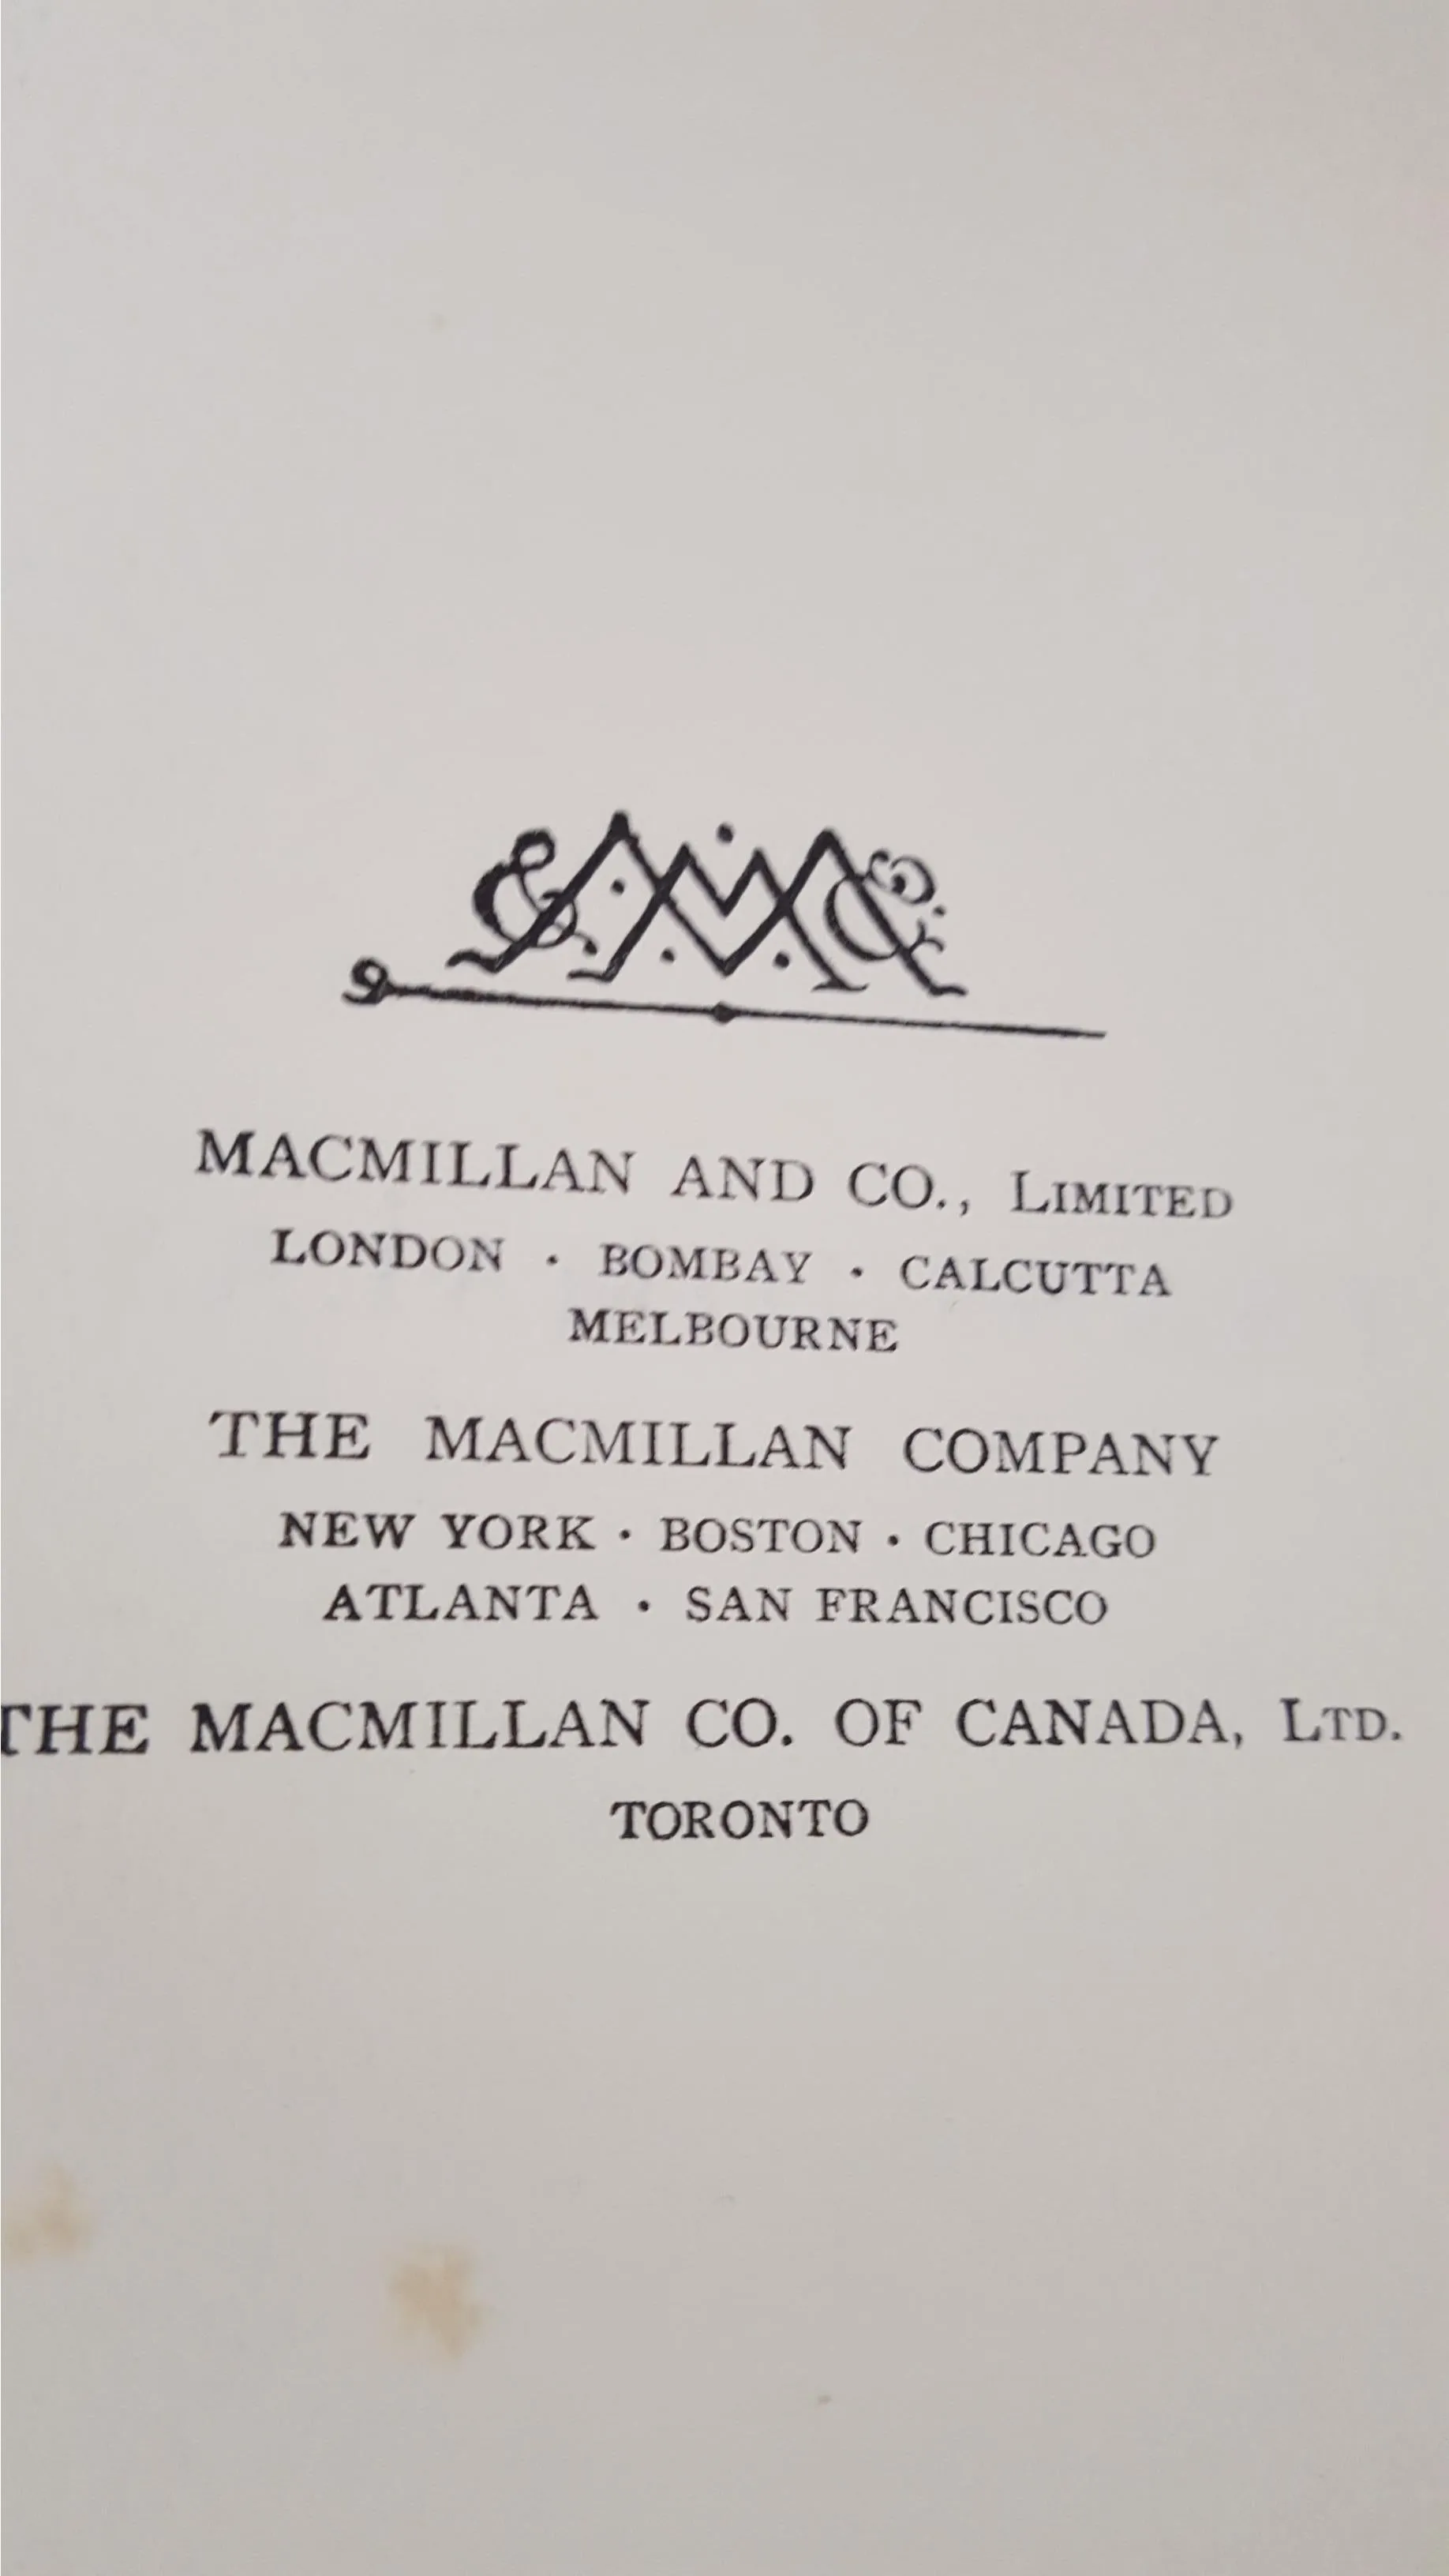 MACMILLAN AND CO., LIMITED
LONDON · BOMBAY · CALCUTTA
MELBOURNE
THE MACMILLAN COMPANY
NEW YORK · BOSTON · CHICAGO
ATLANTA · SAN FRANCISCO
THE MACMILLAN CO. OF CANADA, LTD.
TORONTO